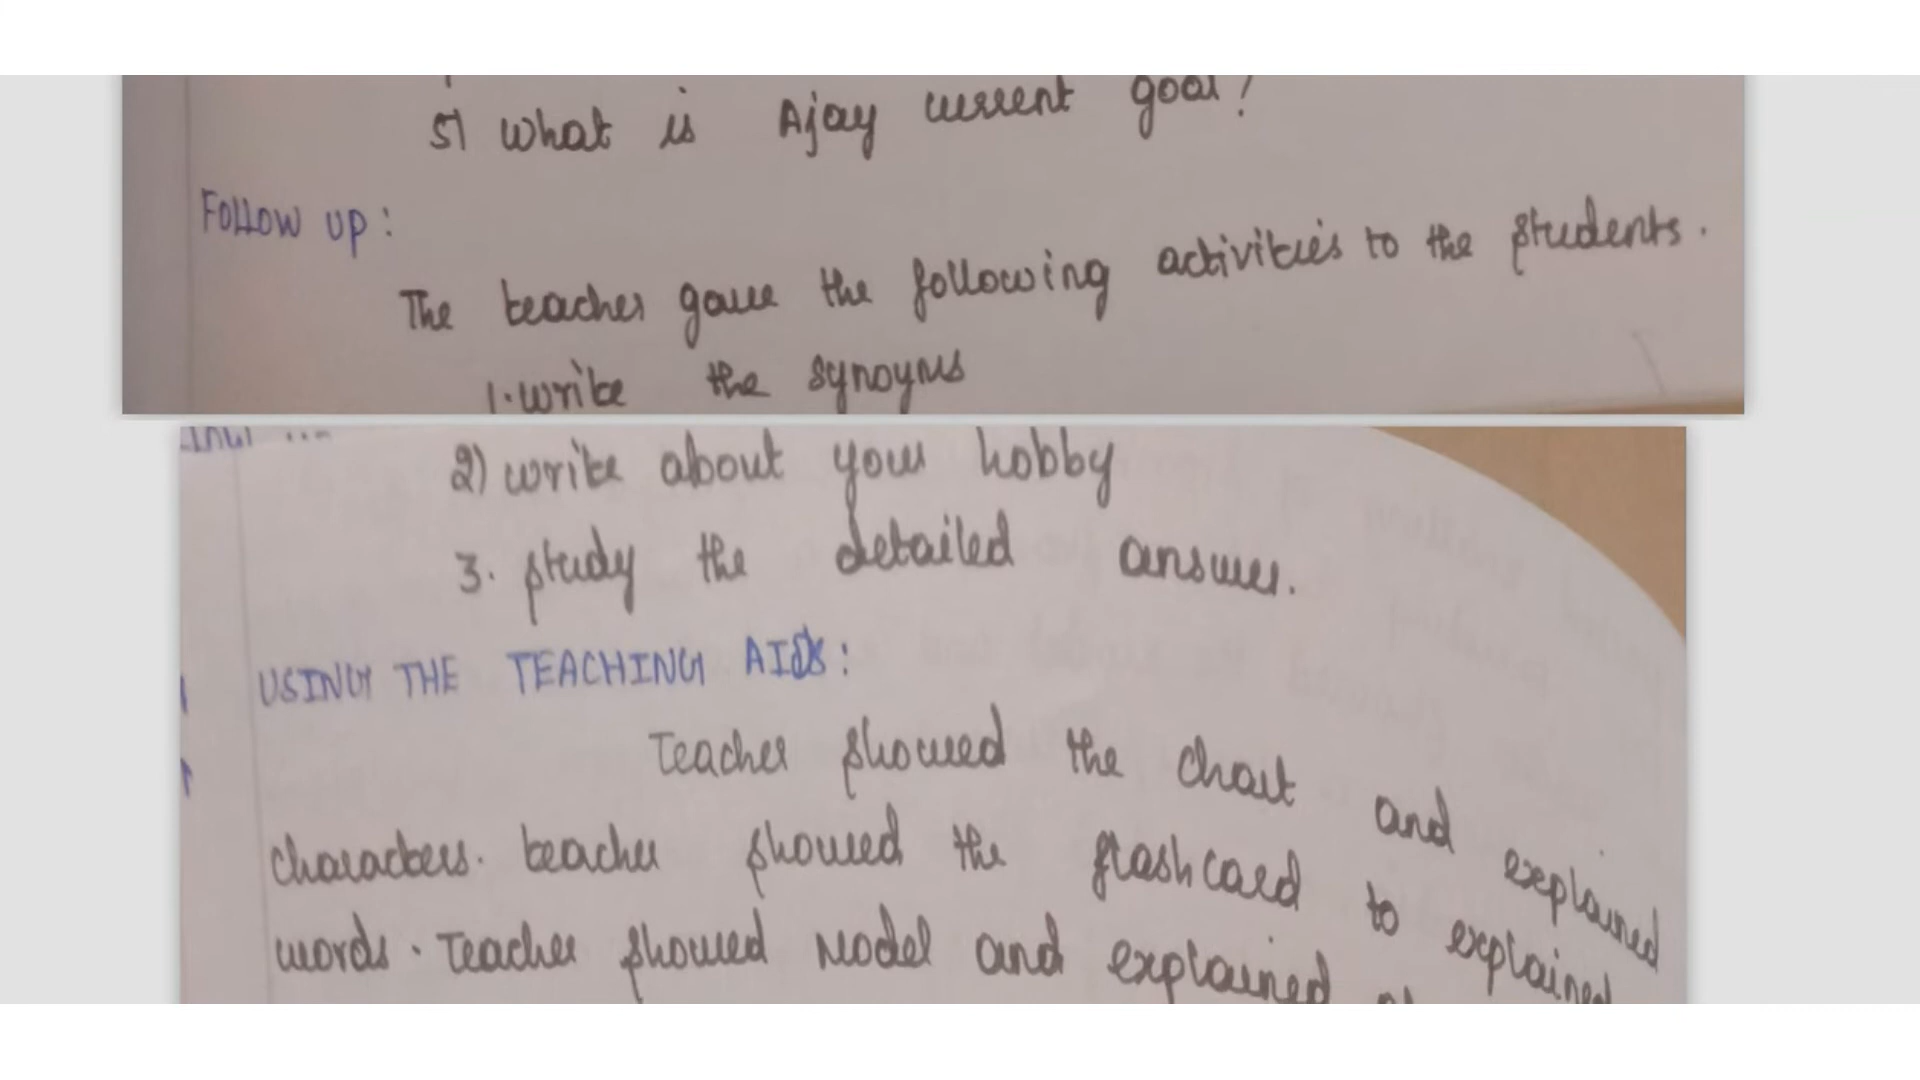 5) what is Ajay current goal?
Follow up:
The teacher gave the following activities to the students.
1. write the synoyms
2) write about your hobby
3. study the detailed answer.
USING THE TEACHING AIDS:
Teacher showed the chart and explained
characters. teacher showed the flash card to explained
words. Teacher showed Model and explained